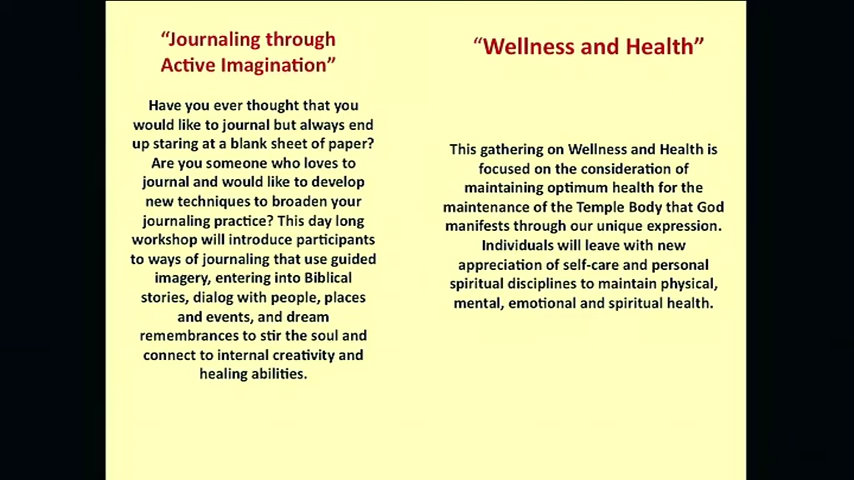 “Journaling through
Active Imagination”
Have you ever thought that you
would like to journal but always end
up staring at a blank sheet of paper?
Are you someone who loves to
journal and would like to develop
new techniques to broaden your
journaling practice? This day long
workshop will introduce participants
to ways of journaling that use guided
imagery, entering into Biblical
stories, dialog with people, places
and events, and dream
remembrances to stir the soul and
connect to internal creativity and
healing abilities.
“Wellness and Health”
This gathering on Wellness and Health is
focused on the consideration of
maintaining optimum health for the
maintenance of the Temple Body that God
manifests through our unique expression.
Individuals will leave with new
appreciation of self-care and personal
spiritual disciplines to maintain physical,
mental, emotional and spiritual health.